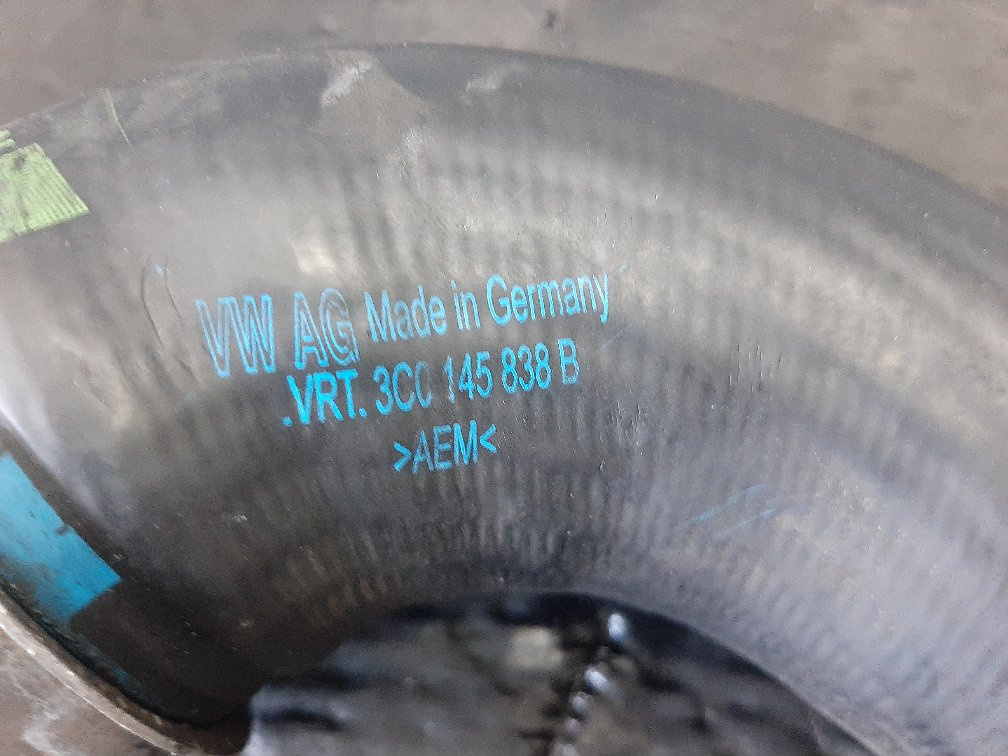 VW AG Made in Germany
.VRT. 3C0 145 838 B
>AEM<